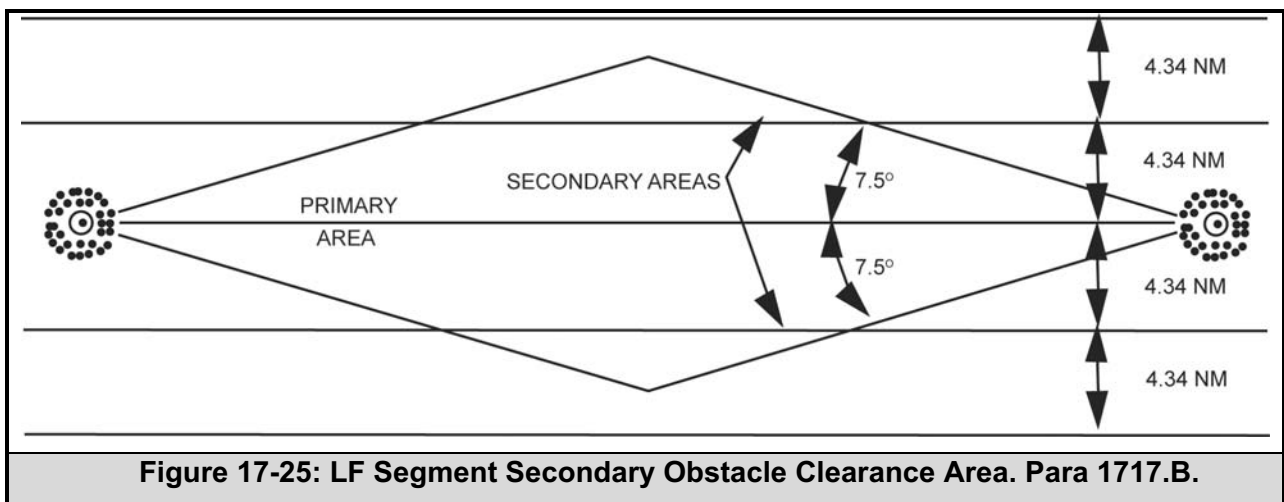 4.34 NM
4.34 NM
SECONDARY AREAS
7.5°
PRIMARY
AREA
7.5°
4.34 NM
4.34 NM
Figure 17-25: LF Segment Secondary Obstacle Clearance Area. Para 1717.B.